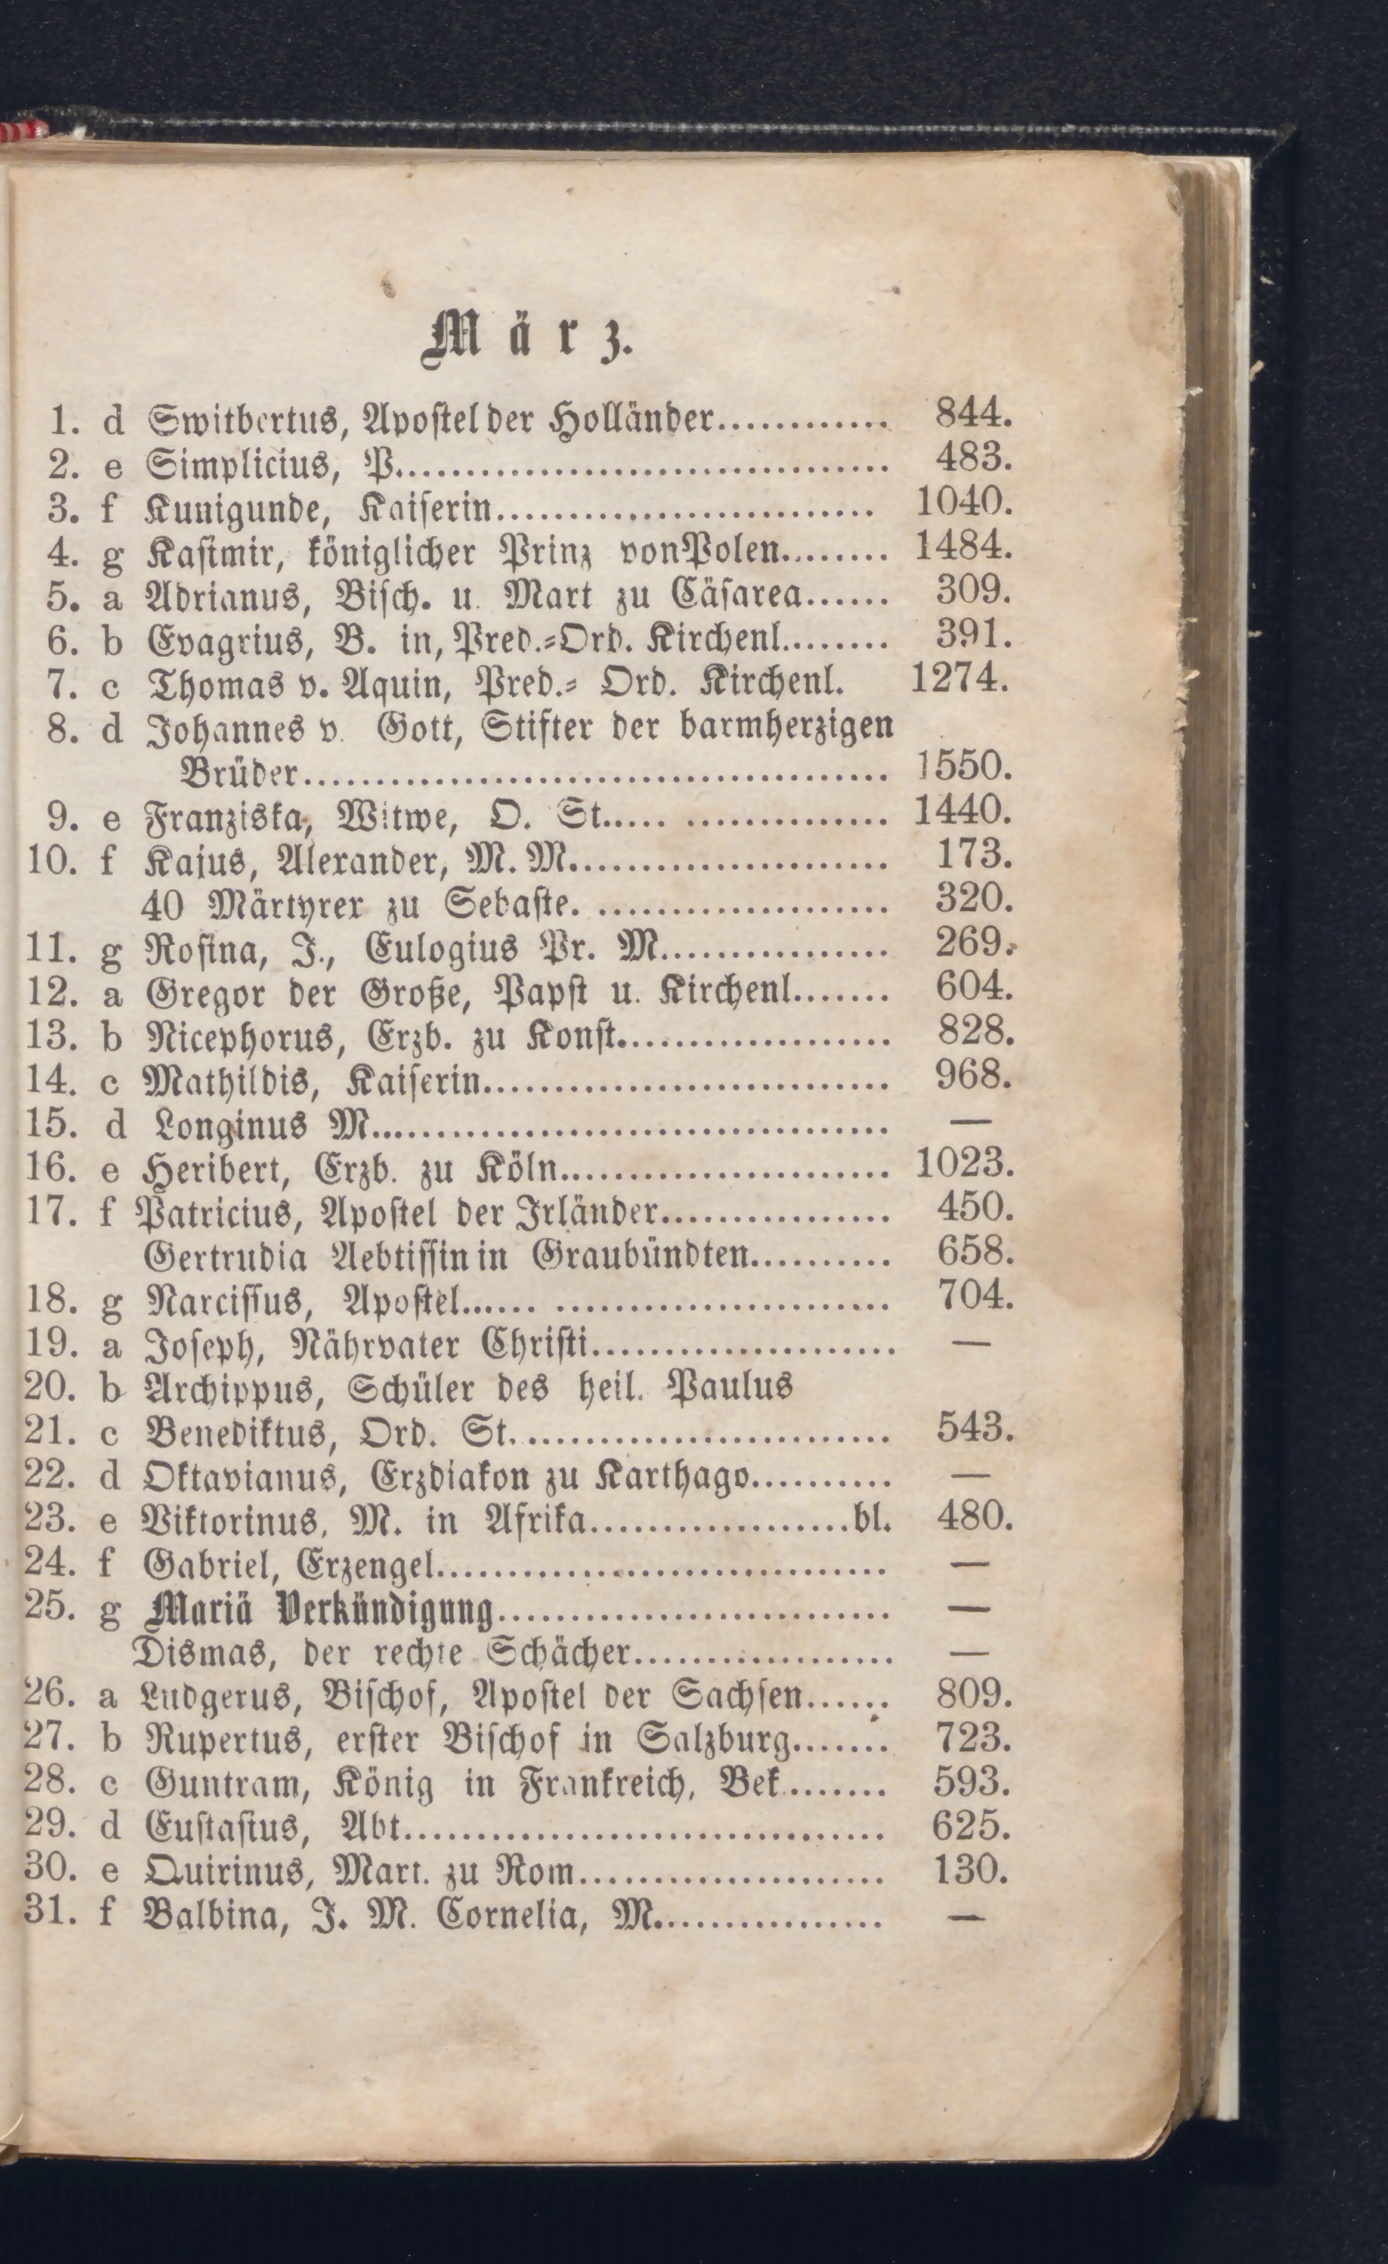 März.
1. d Switbertus, Apostel der Holländer............ 844.
2. e Simplicius, P.................................. 483.
3. f Kunigunde, Kaiserin.......................... 1040.
4. g Kasimir, königlicher Prinz vonPolen........ 1484.
5. a Adrianus, Bisch. u. Mart zu Cäsarea...... 309.
6. b Evagrius, B. in, Pred.-Ord. Kirchenl........ 391.
7. c Thomas v. Aquin, Pred.- Ord. Kirchenl. 1274.
8. d Johannes v. Gott, Stifter der barmherzigen
Brüder......................................... 1550.
9. e Franziska, Witwe, O. St..... .............. 1440.
10. f Kajus, Alexander, M. M...................... 173.
40 Märtyrer zu Sebaste. .................... 320.
11. g Rosina, J., Eulogius Pr. M................ 269.
12. a Gregor der Große, Papst u. Kirchenl....... 604.
13. b Nicephorus, Erzb. zu Konst................... 828.
14. c Mathildis, Kaiserin............................ 968.
15. d Longinus M.................................... —
16. e Heribert, Erzb. zu Köln....................... 1023.
17. f Patricius, Apostel der Irländer................ 450.
Gertrudia Aebtissin in Graubünden.......... 658.
18. g Narcissus, Apostel...... ....................... 704.
19. a Joseph, Nährvater Christi..................... —
20. b Archippus, Schüler des heil. Paulus
21. c Benediktus, Ord. St........................... 543.
22. d Oktavianus, Erzdiakon zu Karthago.......... —
23. e Viktorinus, M. in Afrika..................bl. 480.
24. f Gabriel, Erzengel............................... —
25. g Mariä Verkündigung........................... —
Dismas, der rechte Schächer.................. —
26. a Ludgerus, Bischof, Apostel der Sachsen...... 809.
27. b Rupertus, erster Bischof in Salzburg....... 723.
28. c Guntram, König in Frankreich, Bek........ 593.
29. d Eustasius, Abt................................. 625.
30. e Quirinus, Mart. zu Rom..................... 130.
31. f Balbina, J. M. Cornelia, M................ —